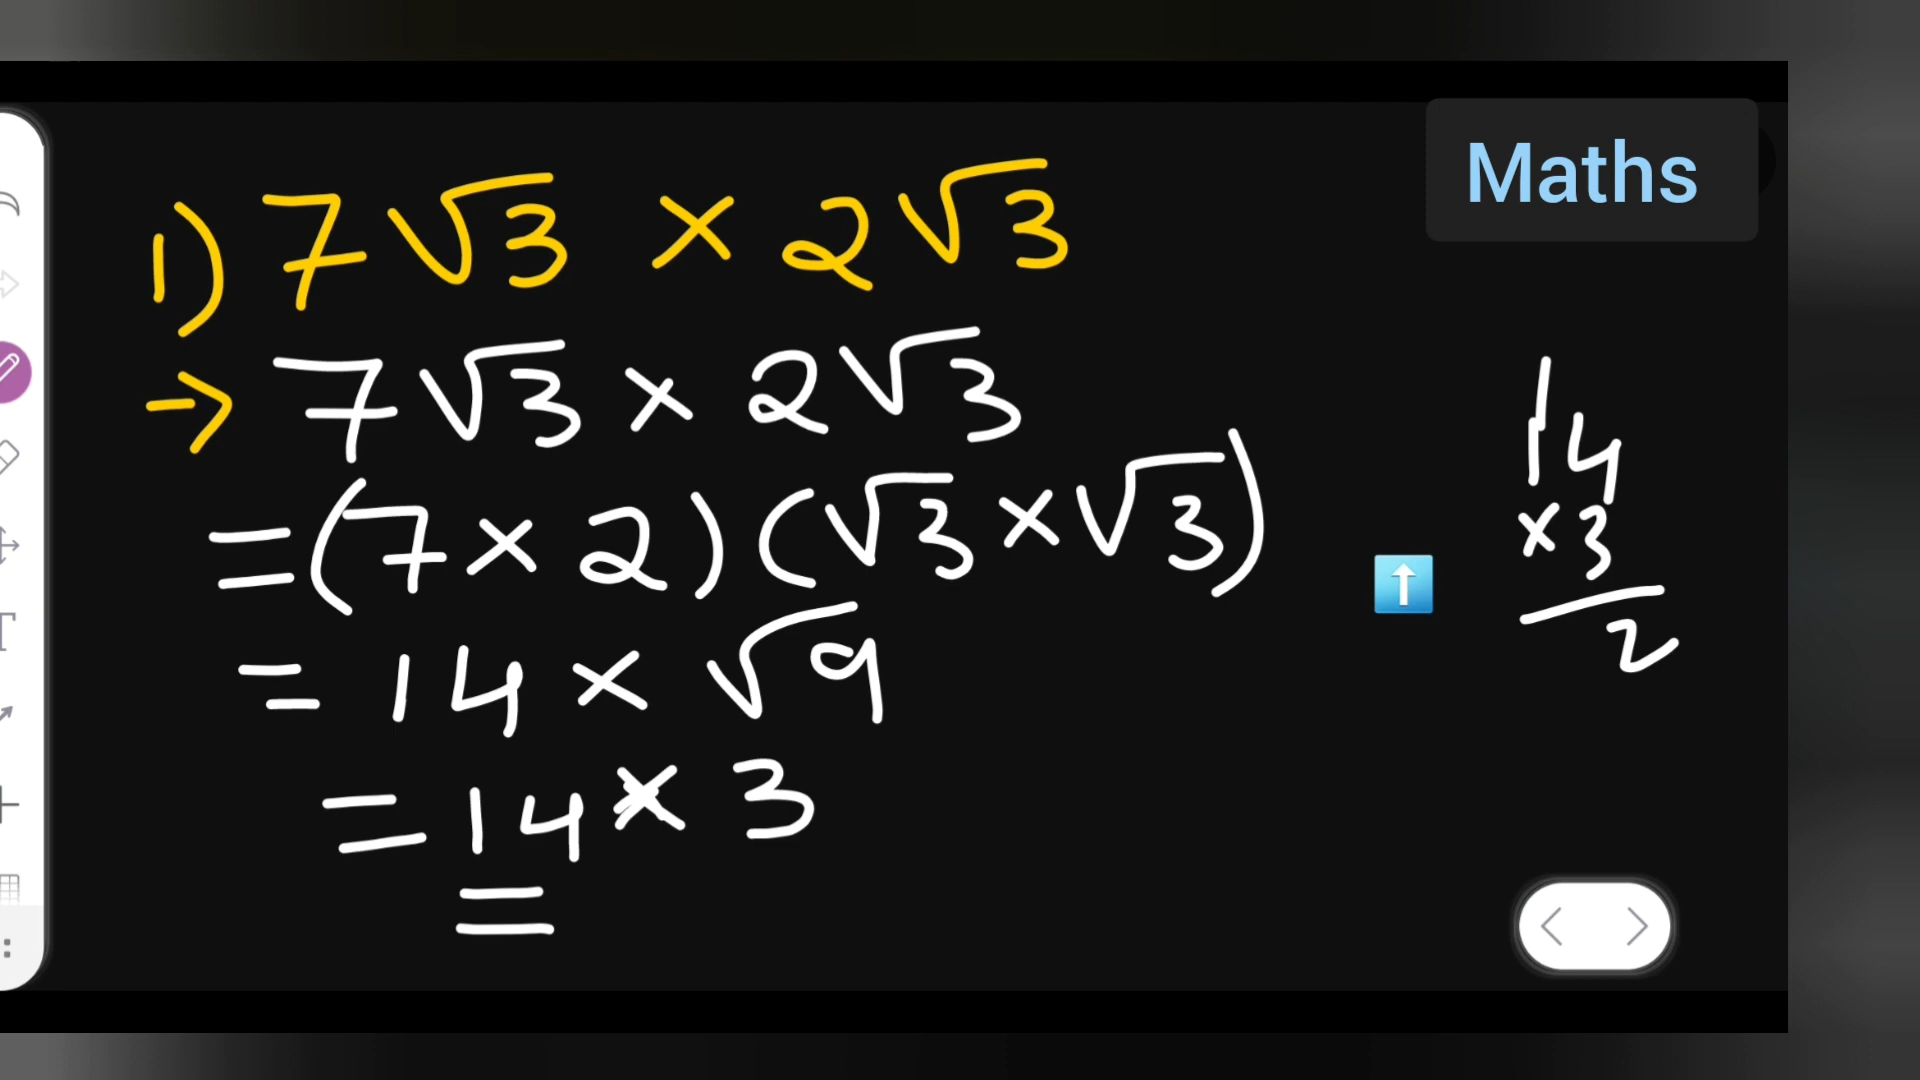 Maths
1) 7√3 × 2√3
→ 7√3 × 2√3
= (7 × 2) (√3 × √3)
= 14 × √9
= 14 × 3
=
1
14
×3
2